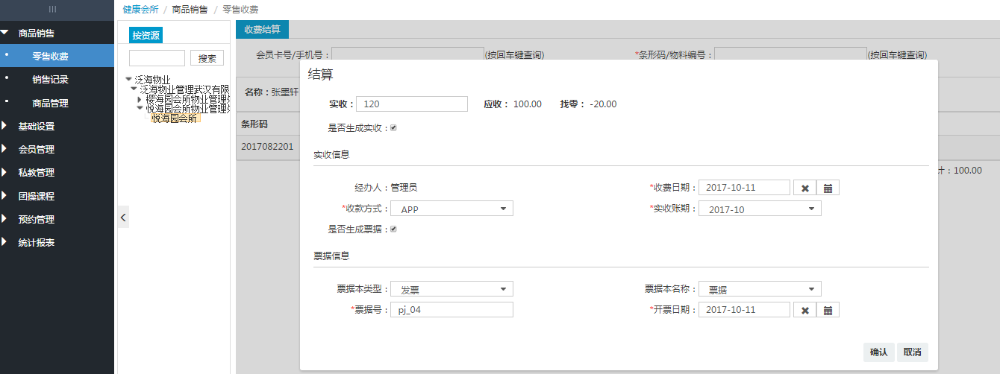 健康会所 / 商品销售 / 零售收费
商品销售
零售收费
销售记录
商品管理
基础设置
会员管理
私教管理
团操课程
预约管理
统计报表
按资源
搜索
泛海物业
泛海物业管理武汉有限
樱海园会所物业管理
悦海园会所物业管理
悦海园会所
收费结算
会员卡号/手机号： (按回车键查询) *条形码/物料编号： (按回车键查询)
名称：张墨轩
条形码
2017082201
计：100.00
结算
实收： 120 应收： 100.00 找零： -20.00
是否生成实收：
实收信息
经办人：管理员 *收费日期： 2017-10-11
*收款方式： APP *实收账期： 2017-10
是否生成票据：
票据信息
票据本类型： 发票 票据本名称： 票据
*票据号： pj_04 *开票日期： 2017-10-11
确认 取消